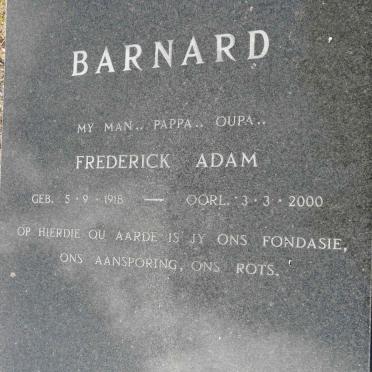 BARNARD
MY MAN.. PAPPA.. OUPA..
FREDERICK ADAM
GEB. 5·9·1918 — OORL. 3·3·2000
OP HIERDIE OU AARDE IS JY ONS FONDASIE,
ONS AANSPORING, ONS ROTS.